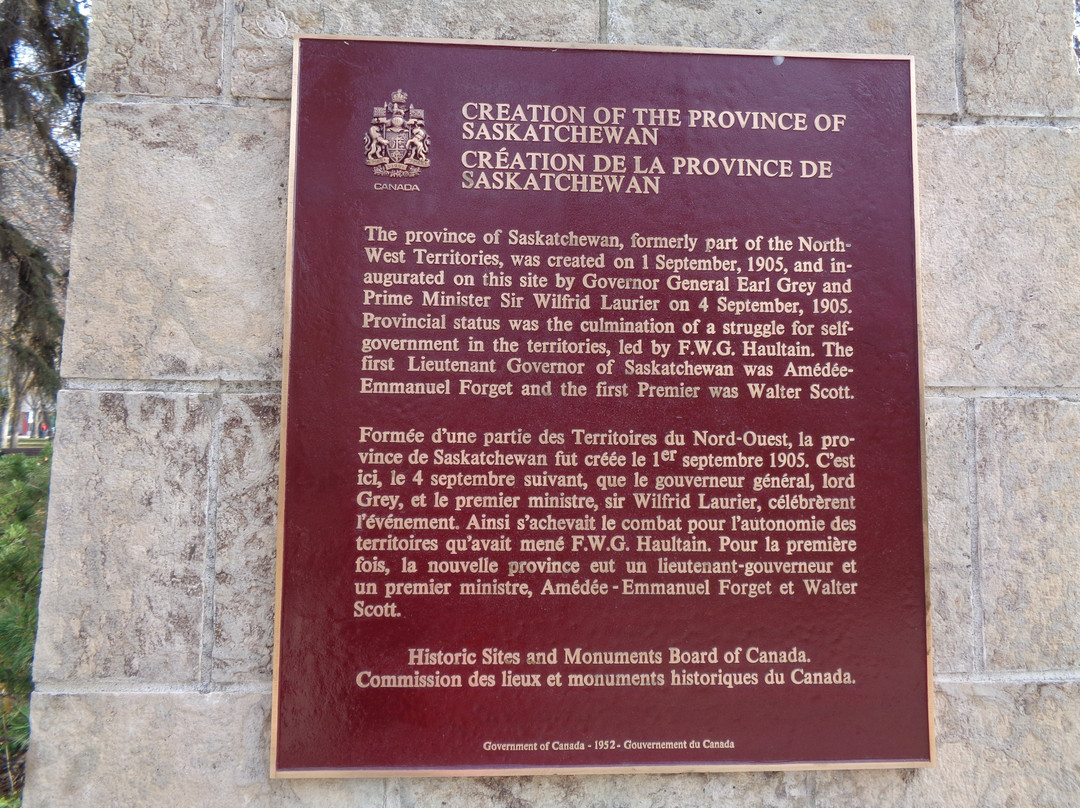 CANADA
CREATION OF THE PROVINCE OF
SASKATCHEWAN
CRÉATION DE LA PROVINCE DE
SASKATCHEWAN
The province of Saskatchewan, formerly part of the North-
West Territories, was created on 1 September, 1905, and in-
augurated on this site by Governor General Earl Grey and
Prime Minister Sir Wilfrid Laurier on 4 September, 1905.
Provincial status was the culmination of a struggle for self-
government in the territories, led by F.W.G. Haultain. The
first Lieutenant Governor of Saskatchewan was Amédée-
Emmanuel Forget and the first Premier was Walter Scott.
Formée d'une partie des Territoires du Nord-Ouest, la pro-
vince de Saskatchewan fut créée le 1er septembre 1905. C'est
ici, le 4 septembre suivant, que le gouverneur général, lord
Grey, et le premier ministre, sir Wilfrid Laurier, célébrèrent
l'événement. Ainsi s'achevait le combat pour l'autonomie des
territoires qu'avait mené F.W.G. Haultain. Pour la première
fois, la nouvelle province eut un lieutenant-gouverneur et
un premier ministre, Amédée - Emmanuel Forget et Walter
Scott.
Historic Sites and Monuments Board of Canada.
Commission des lieux et monuments historiques du Canada.
Government of Canada - 1952 - Gouvernement du Canada